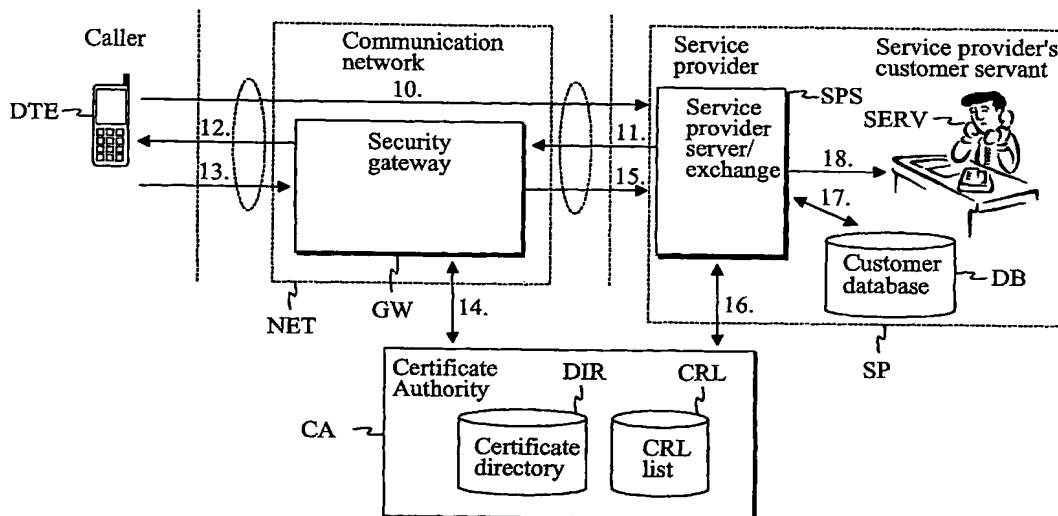 Caller
DTE
Communication
network
10.
12.
13.
Security
gateway
11.
15.
Service
provider
Service
provider
server/
exchange
SPS
Service provider's
customer servant
SERV
18.
17.
Customer
database
DB
SP
NET
GW
14.
16.
Certificate
Authority
CA
DIR
CRL
Certificate
directory
CRL
list